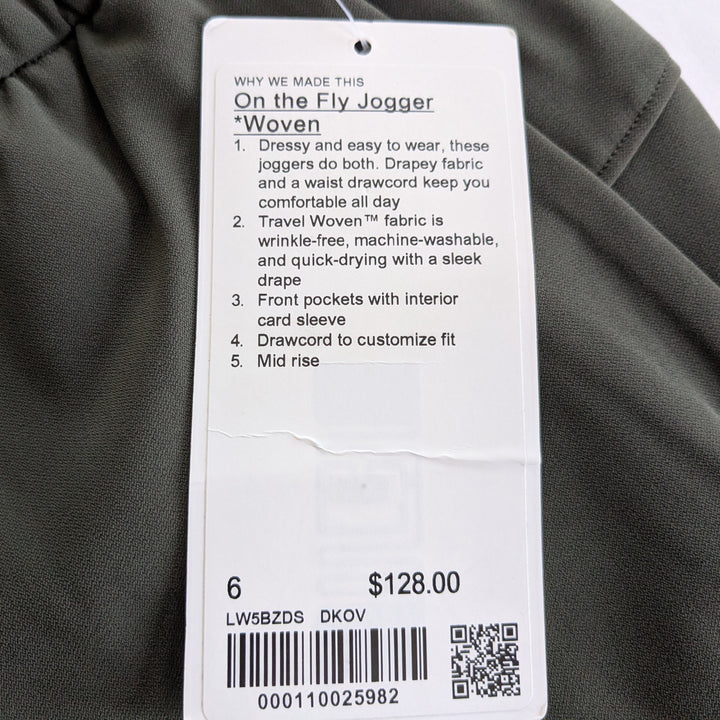 WHY WE MADE THIS
On the Fly Jogger
*Woven
1. Dressy and easy to wear, these
joggers do both. Drapey fabric
and a waist drawcord keep you
comfortable all day
2. Travel Woven™ fabric is
wrinkle-free, machine-washable,
and quick-drying with a sleek
drape
3. Front pockets with interior
card sleeve
4. Drawcord to customize fit
5. Mid rise
6 $128.00
LW5BZDS DKOV
000110025982